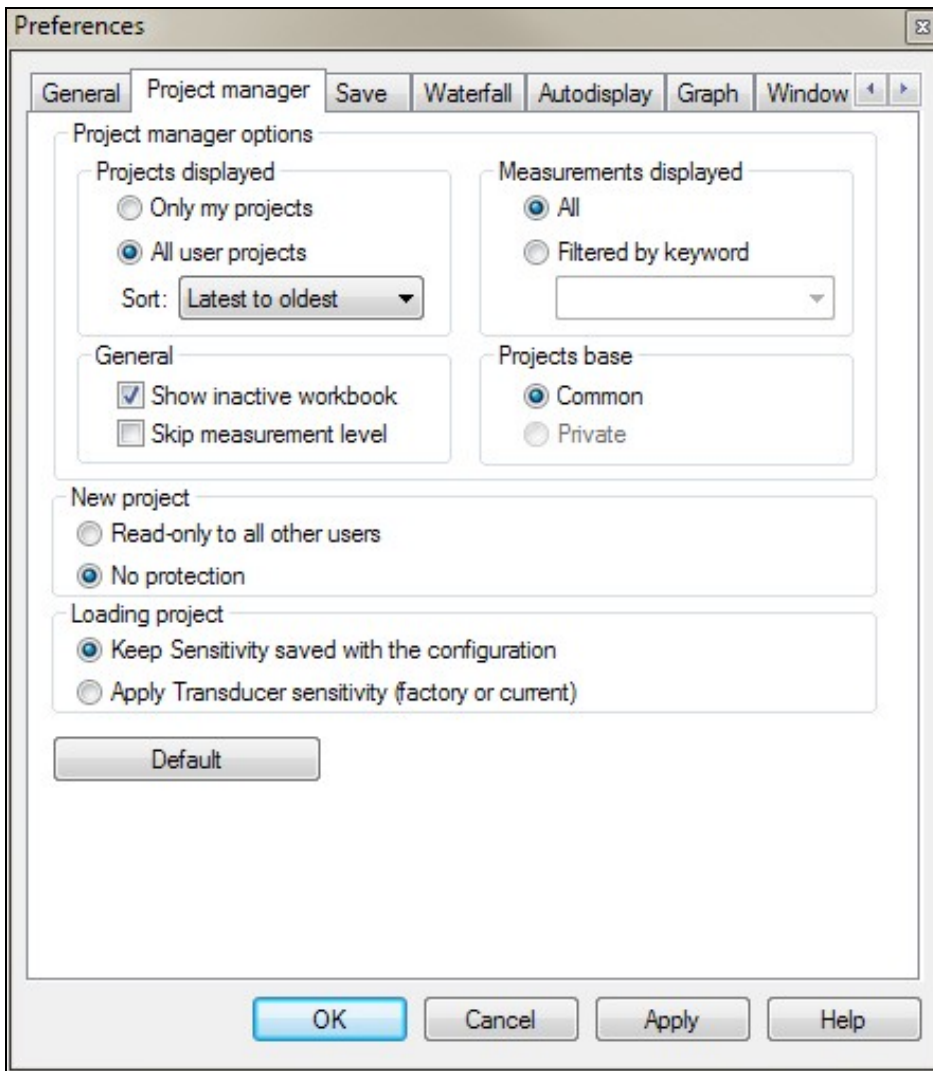 Preferences
General Project manager Save Waterfall Autodisplay Graph Window
Project manager options
Projects displayed
Only my projects
All user projects
Sort: Latest to oldest
Measurements displayed
All
Filtered by keyword
General
Show inactive workbook
Skip measurement level
Projects base
Common
Private
New project
Read-only to all other users
No protection
Loading project
Keep Sensitivity saved with the configuration
Apply Transducer sensitivity (factory or current)
Default
OK Cancel Apply Help